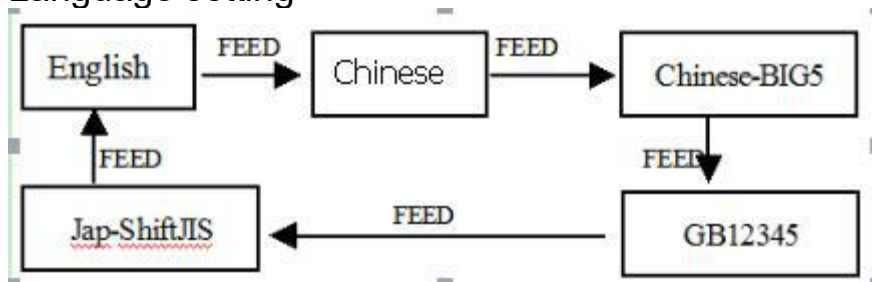 Language setting
FEED
FEED
English
Chinese
Chinese-BIG5
FEED
FEED
Jap-ShiftJIS
FEED
GB12345